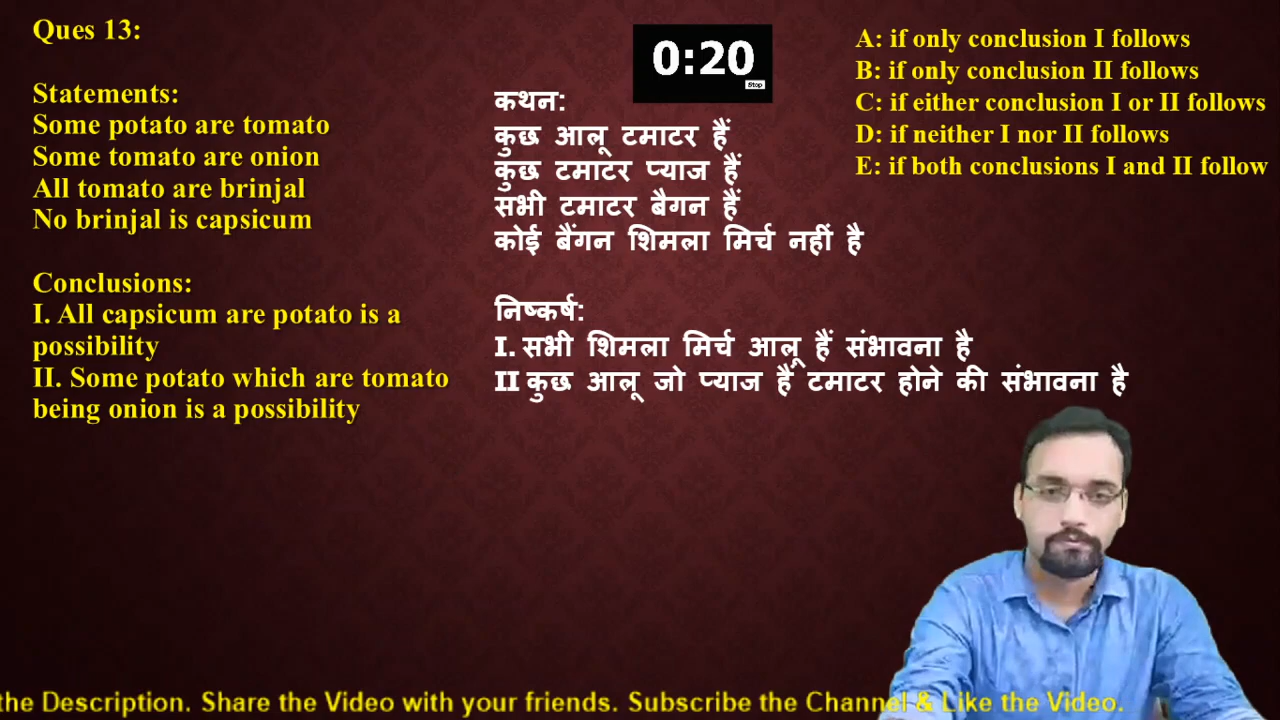 Ques 13:
Statements:
Some potato are tomato
Some tomato are onion
All tomato are brinjal
No brinjal is capsicum
Conclusions:
I. All capsicum are potato is a
possibility
II. Some potato which are tomato
being onion is a possibility
कथन:
कुछ आलू टमाटर हैं
कुछ टमाटर प्याज हैं
सभी टमाटर बैगन हैं
कोई बैंगन शिमला मिर्च नहीं है
निष्कर्ष:
I. सभी शिमला मिर्च आलू हैं संभावना है
II कुछ आलू जो प्याज हैं टमाटर होने की संभावना है
0:20
Stop
A: if only conclusion I follows
B: if only conclusion II follows
C: if either conclusion I or II follows
D: if neither I nor II follows
E: if both conclusions I and II follow
the Description. Share the Video with your friends. Subscribe the Channel & Like the Video.